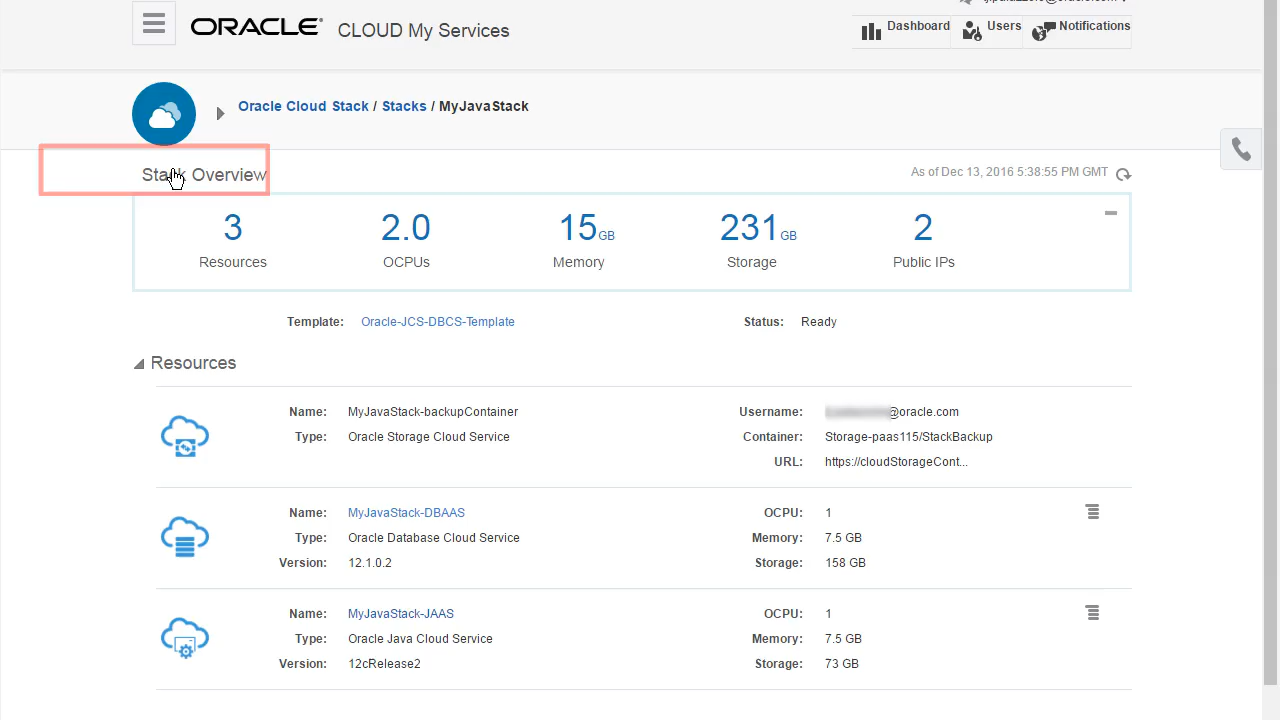 ORACLE® CLOUD My Services
Dashboard
Users
Notifications
Oracle Cloud Stack / Stacks / MyJavaStack
Stack Overview
As of Dec 13, 2016 5:38:55 PM GMT
3
Resources
2.0
OCPUs
15 GB
Memory
231 GB
Storage
2
Public IPs
Template: Oracle-JCS-DBCS-Template
Status: Ready
Resources
Name: MyJavaStack-backupContainer
Type: Oracle Storage Cloud Service
Username: @oracle.com
Container: Storage-paas115/StackBackup
URL: https://cloudStorageCont...
Name: MyJavaStack-DBAAS
Type: Oracle Database Cloud Service
Version: 12.1.0.2
OCPU: 1
Memory: 7.5 GB
Storage: 158 GB
Name: MyJavaStack-JAAS
Type: Oracle Java Cloud Service
Version: 12cRelease2
OCPU: 1
Memory: 7.5 GB
Storage: 73 GB